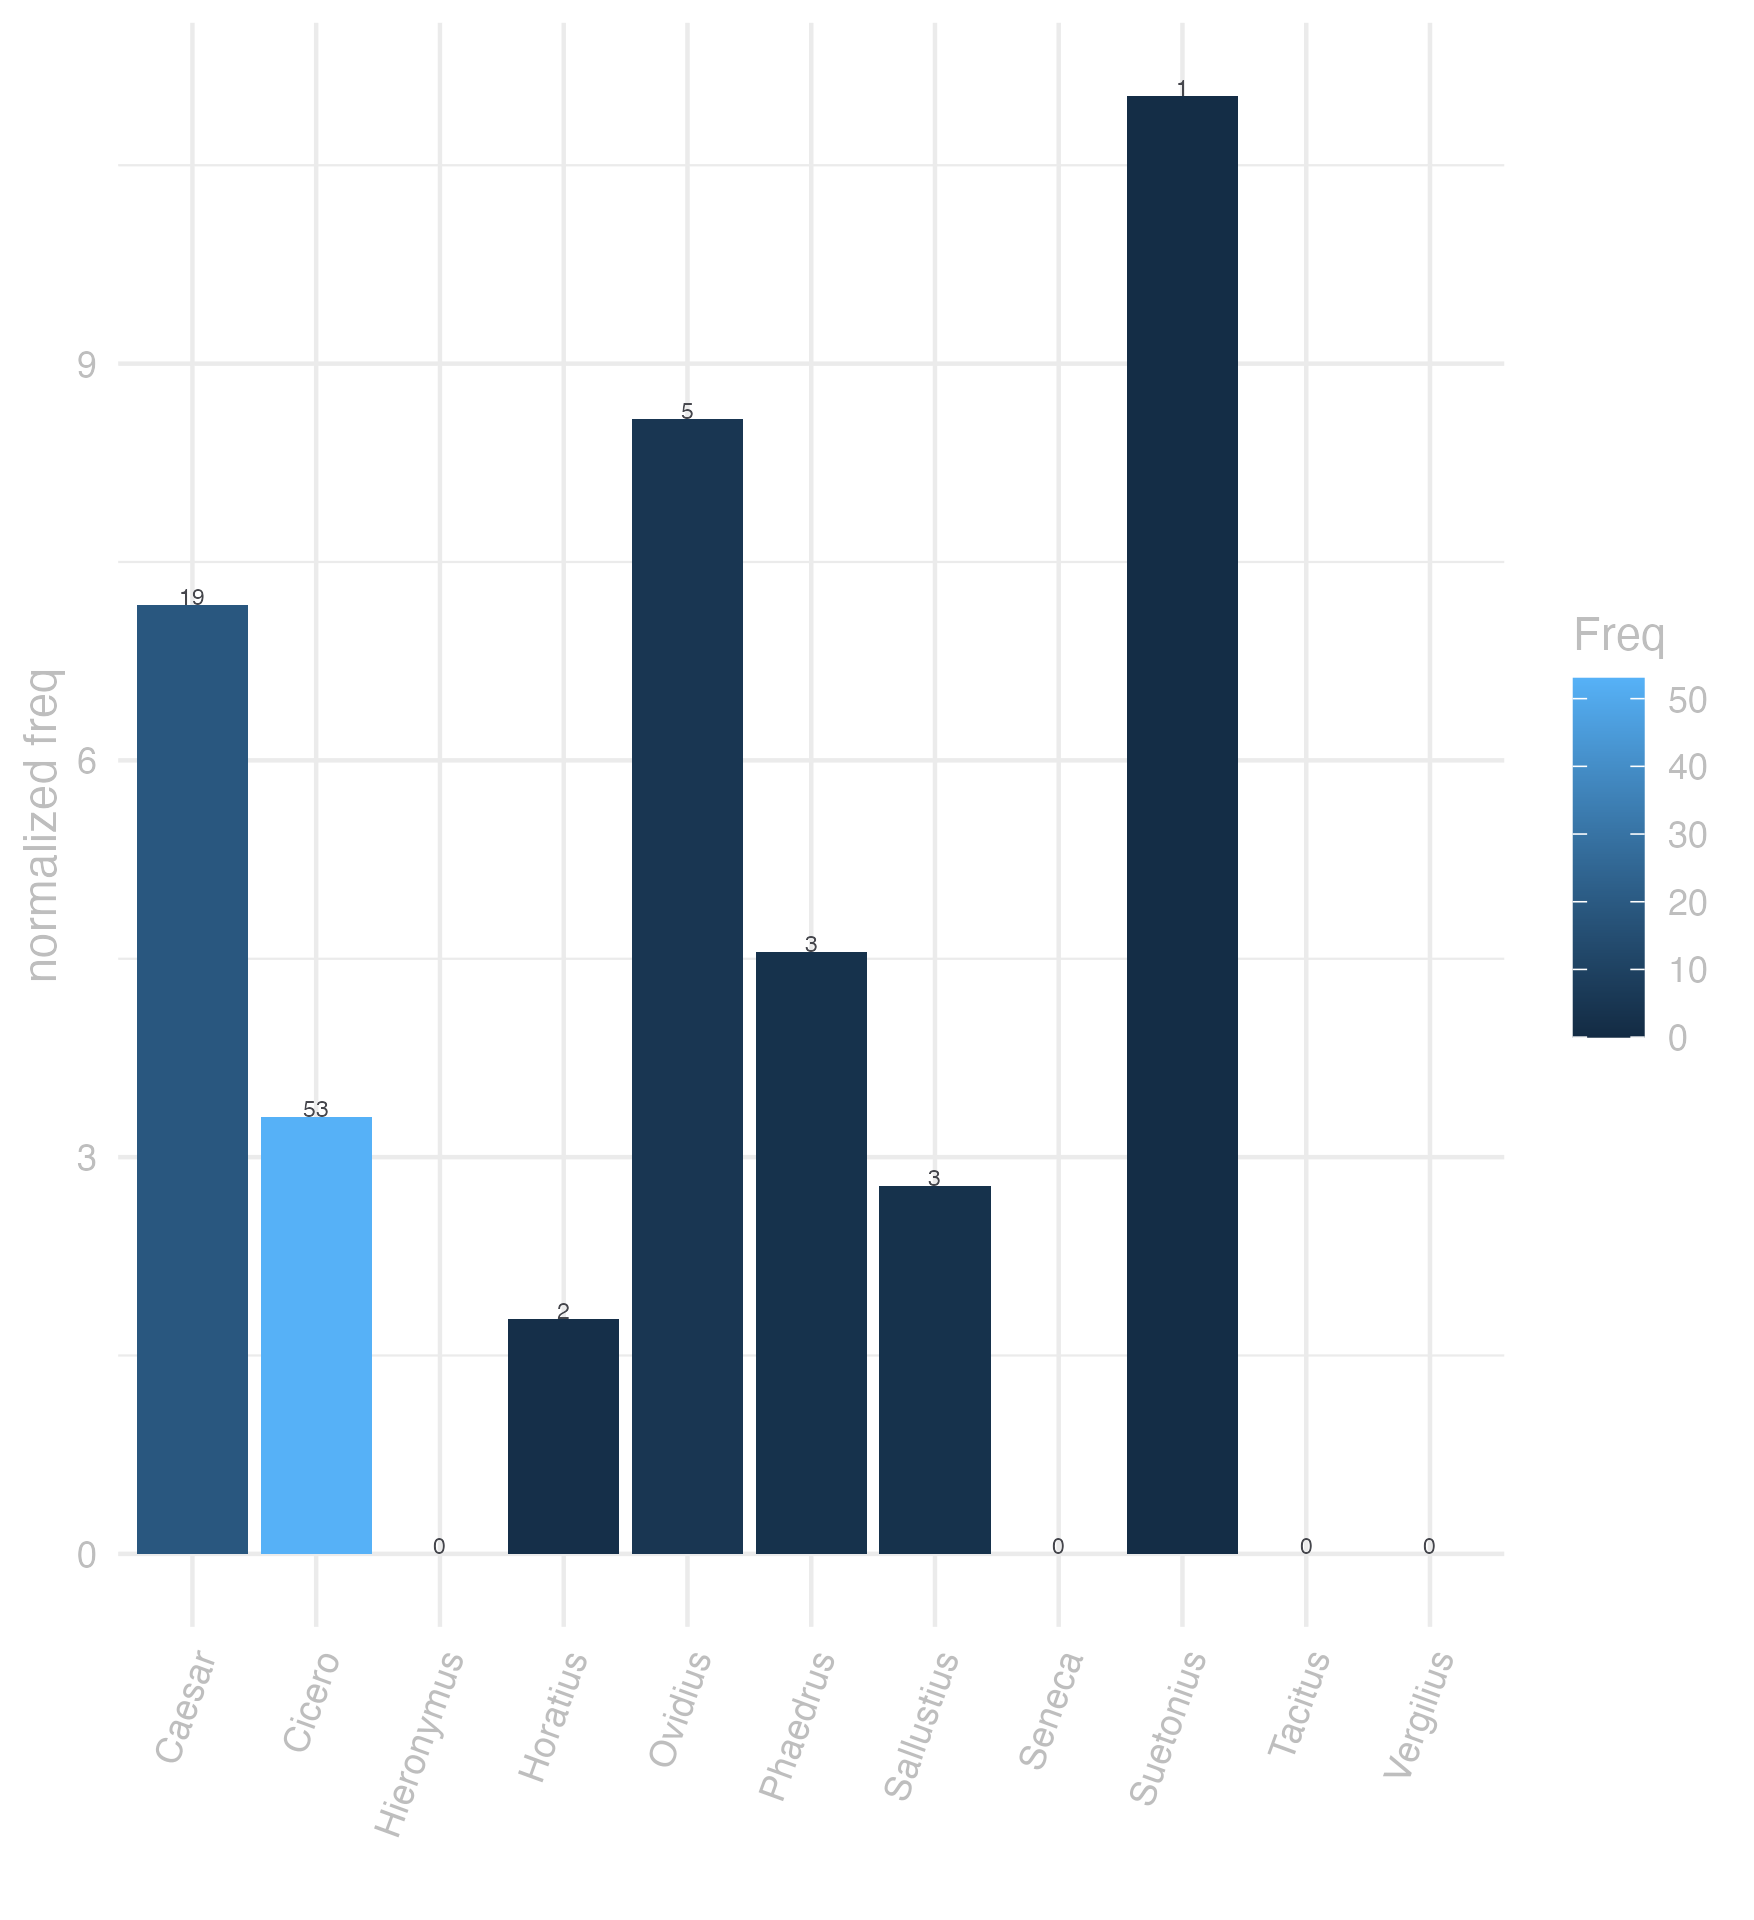 normalized freq
9
6
3
0
19
53
0
2
5
3
3
0
1
0
0
Caesar
Cicero
Hieronymus
Horatius
Ovidius
Phaedrus
Sallustius
Seneca
Suetonius
Tacitus
Vergilius
Freq
50
40
30
20
10
0